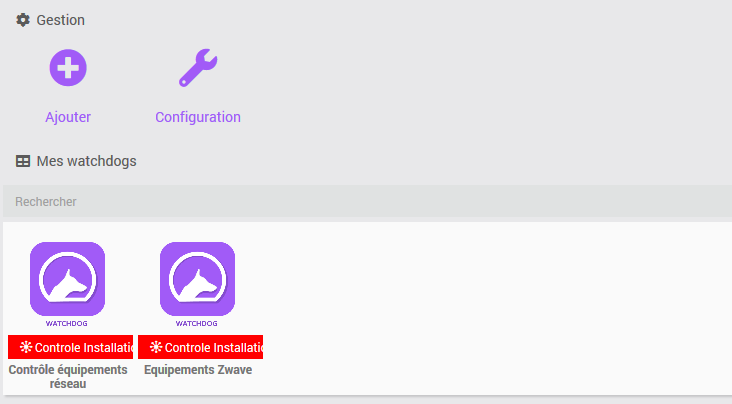 Gestion
Ajouter
Configuration
Mes watchdogs
Rechercher
WATCHDOG
WATCHDOG
Controle Installatio
Controle Installatio
Contrôle équipements
réseau
Equipements Zwave